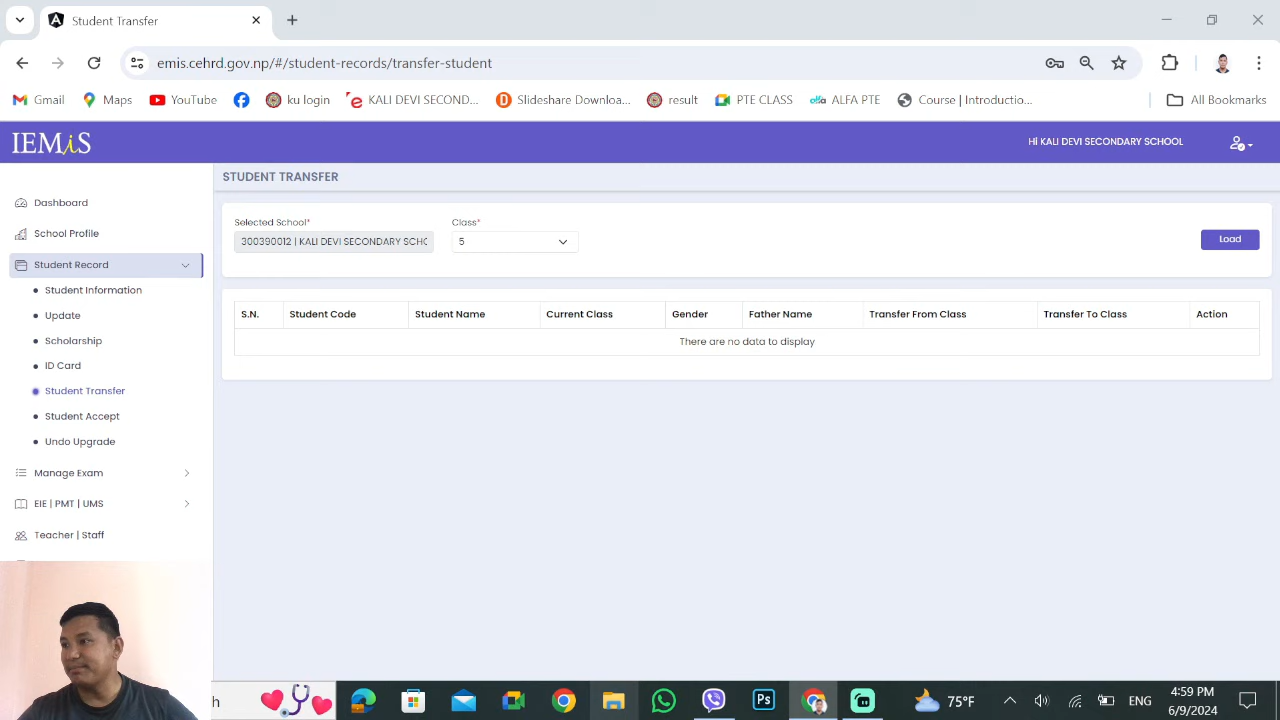 Student Transfer
emis.cehrd.gov.np/#/student-records/transfer-student
Gmail Maps YouTube ku login KALI DEVI SECOND... Slideshare Downloa... result PTE CLASS ALFA PTE Course | Introductio... All Bookmarks
IEMiS
Hi KALI DEVI SECONDARY SCHOOL
STUDENT TRANSFER
Dashboard
School Profile
Student Record
Student Information
Update
Scholarship
ID Card
Student Transfer
Student Accept
Undo Upgrade
Manage Exam
EIE | PMT | UMS
Teacher | Staff
Selected School* Class*
300390012 | KALI DEVI SECONDARY SCHO 5 Load
S.N. Student Code Student Name Current Class Gender Father Name Transfer From Class Transfer To Class Action
There are no data to display
h Ps 75°F ENG 4:59 PM
6/9/2024